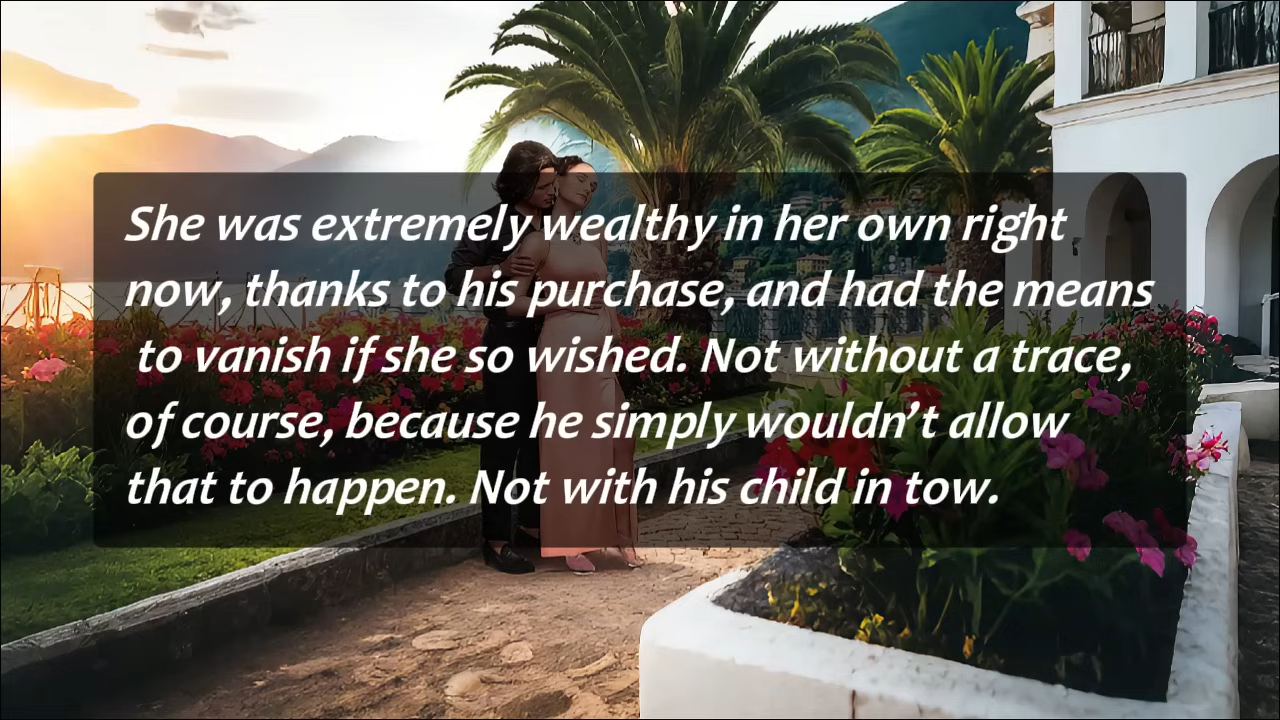 She was extremely wealthy in her own right
now, thanks to his purchase, and had the means
to vanish if she so wished. Not without a trace,
of course, because he simply wouldn’t allow
that to happen. Not with his child in tow.